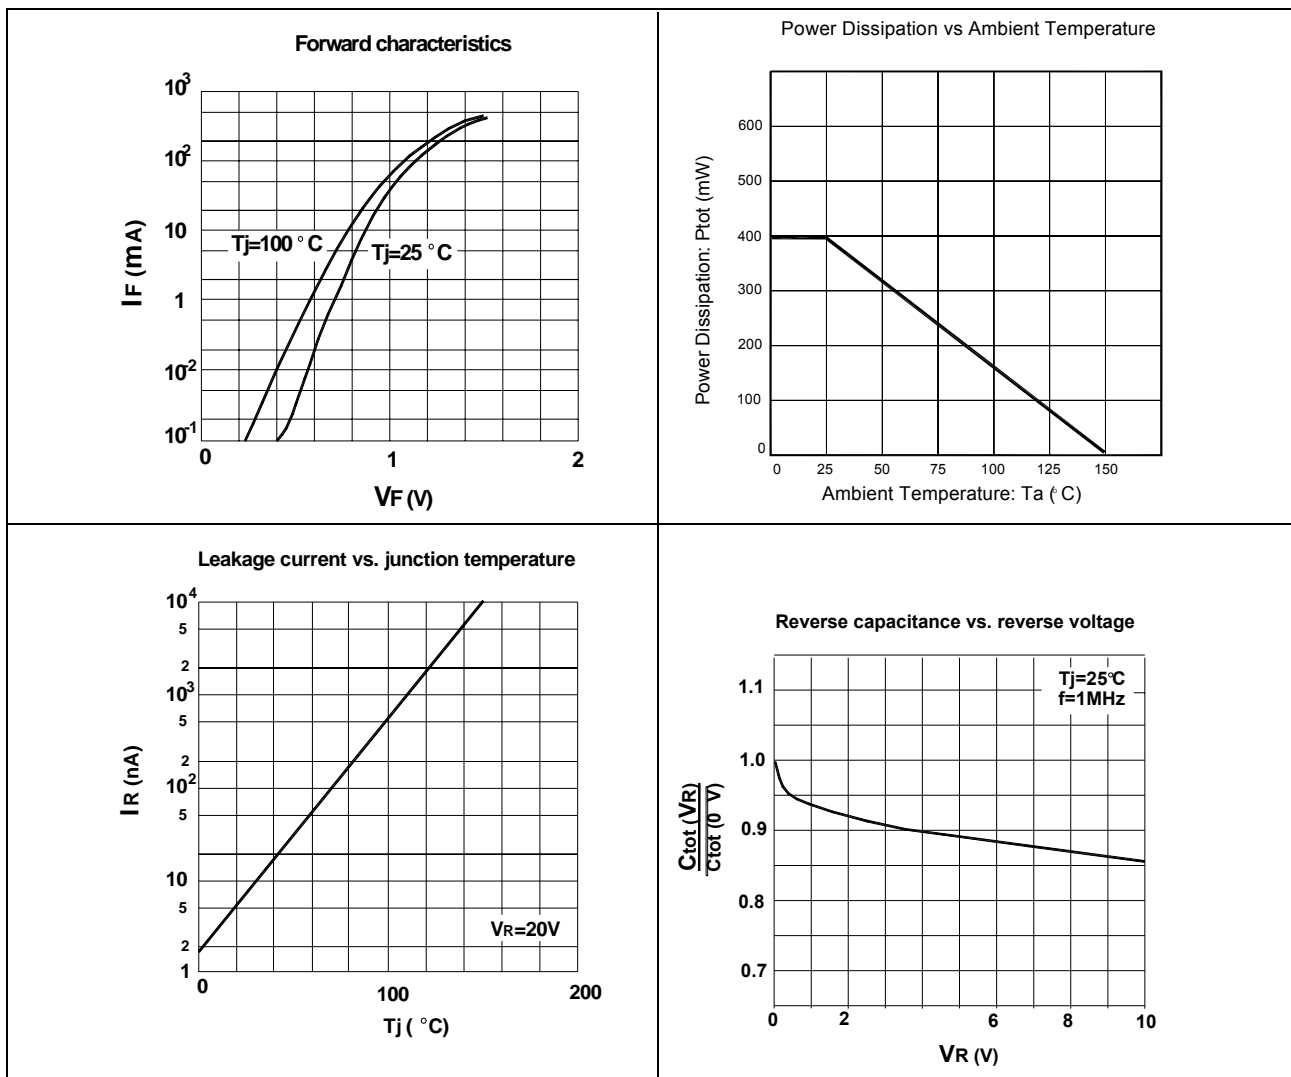 Forward characteristics
10³
10²
10
1
10⁻²
10⁻¹
IF (mA)
Tj=100 °C
Tj=25 °C
0 1 2
VF (V)
Power Dissipation vs Ambient Temperature
600
500
400
300
200
100
0
Power Dissipation: Ptot (mW)
0 25 50 75 100 125 150
Ambient Temperature: Ta (°C)
Leakage current vs. junction temperature
10⁴
5
2
10³
5
2
10²
5
10
5
2
1
IR (nA)
VR=20V
0 100 200
Tj ( °C)
Reverse capacitance vs. reverse voltage
Tj=25°C
f=1MHz
1.1
1.0
0.9
0.8
0.7
Ctot (VR)
Ctot (0 V)
0 2 6 8 10
VR (V)